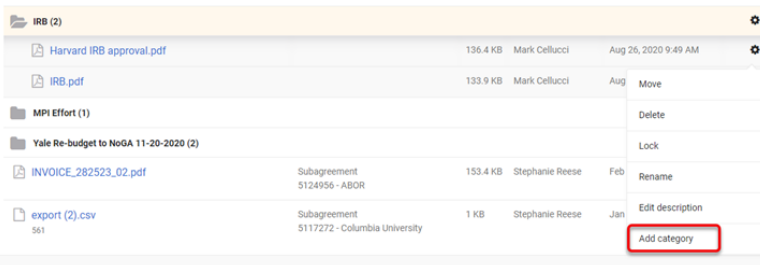 IRB (2)
Harvard IRB approval.pdf 136.4 KB Mark Cellucci Aug 26, 2020 9:49 AM
IRB.pdf 133.9 KB Mark Cellucci Aug
Move
MPI Effort (1)
Delete
Yale Re-budget to NoGA 11-20-2020 (2)
Lock
INVOICE_282523_02.pdf Subagreement 153.4 KB Stephanie Reese Feb
5124956 - ABOR
Rename
Edit description
export (2).csv Subagreement 1 KB Stephanie Reese Jan
561 5117272 - Columbia University
Add category